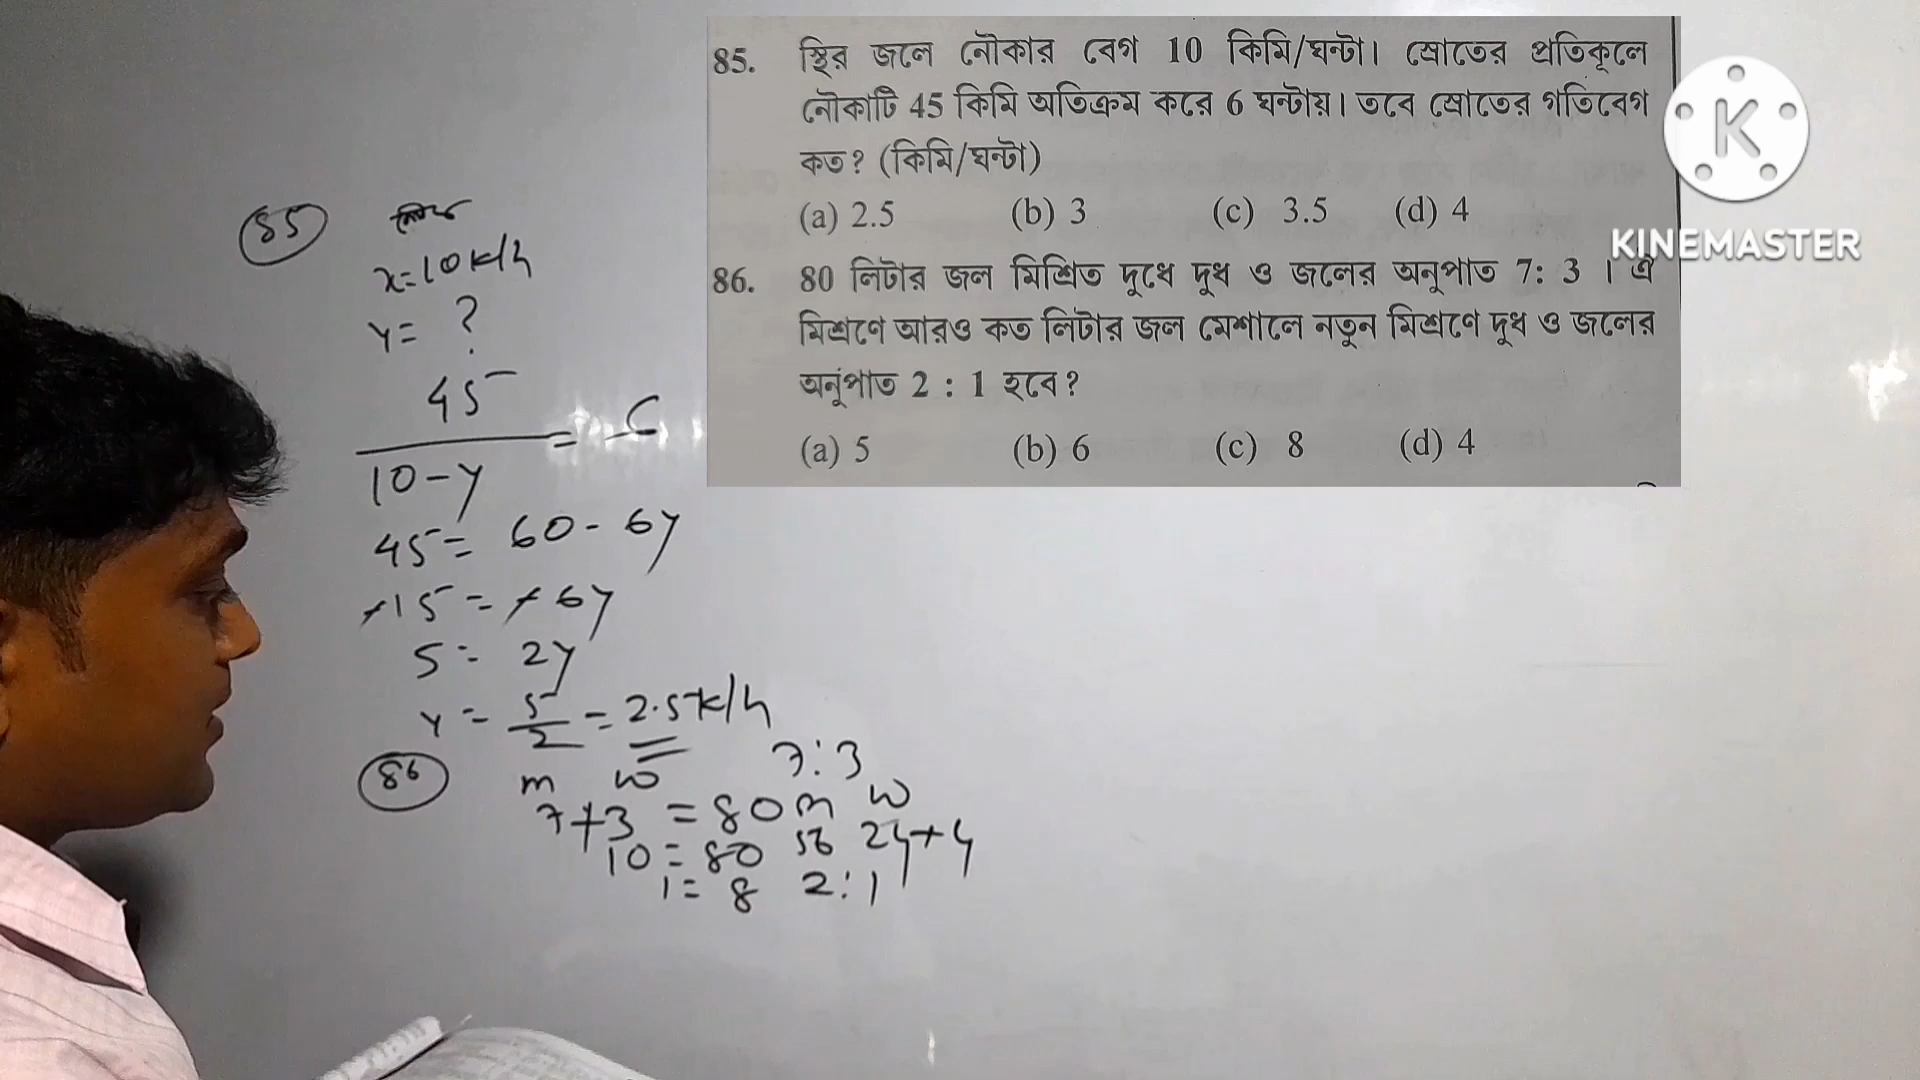 85. স্থির জলে নৌকার বেগ 10 কিমি/ঘন্টা। স্রোতের প্রতিকূলে
নৌকাটি 45 কিমি অতিক্রম করে 6 ঘন্টায়। তবে স্রোতের গতিবেগ
কত? (কিমি/ঘন্টা)
(a) 2.5 (b) 3 (c) 3.5 (d) 4
86. 80 লিটার জল মিশ্রিত দুধে দুধ ও জলের অনুপাত 7: 3 । ঐ
মিশ্রণে আরও কত লিটার জল মেশালে নতুন মিশ্রণে দুধ ও জলের
অনুপাত 2 : 1 হবে?
(a) 5 (b) 6 (c) 8 (d) 4
K
KINEMASTER
85
x=10k/h
y= ?
45
10-y = 6
45= 60-6y
-15=-6y
5= 2y
y= 5/2 = 2.5k/h
86
m w 7:3
7+3 = 80 m w
10=80 56 24+4
1= 8 2:1